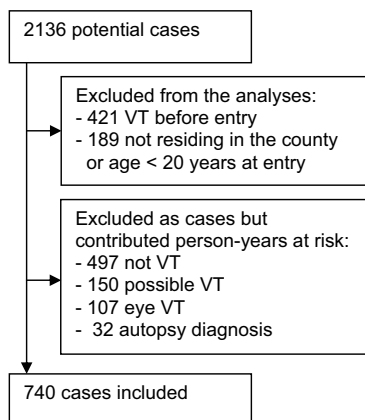 2136 potential cases
Excluded from the analyses:
- 421 VT before entry
- 189 not residing in the county
or age < 20 years at entry
Excluded as cases but
contributed person-years at risk:
- 497 not VT
- 150 possible VT
- 107 eye VT
- 32 autopsy diagnosis
740 cases included